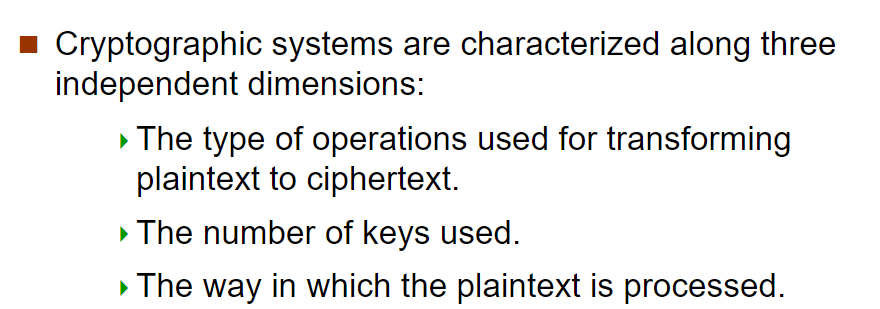 Cryptographic systems are characterized along three
independent dimensions:
The type of operations used for transforming
plaintext to ciphertext.
The number of keys used.
The way in which the plaintext is processed.